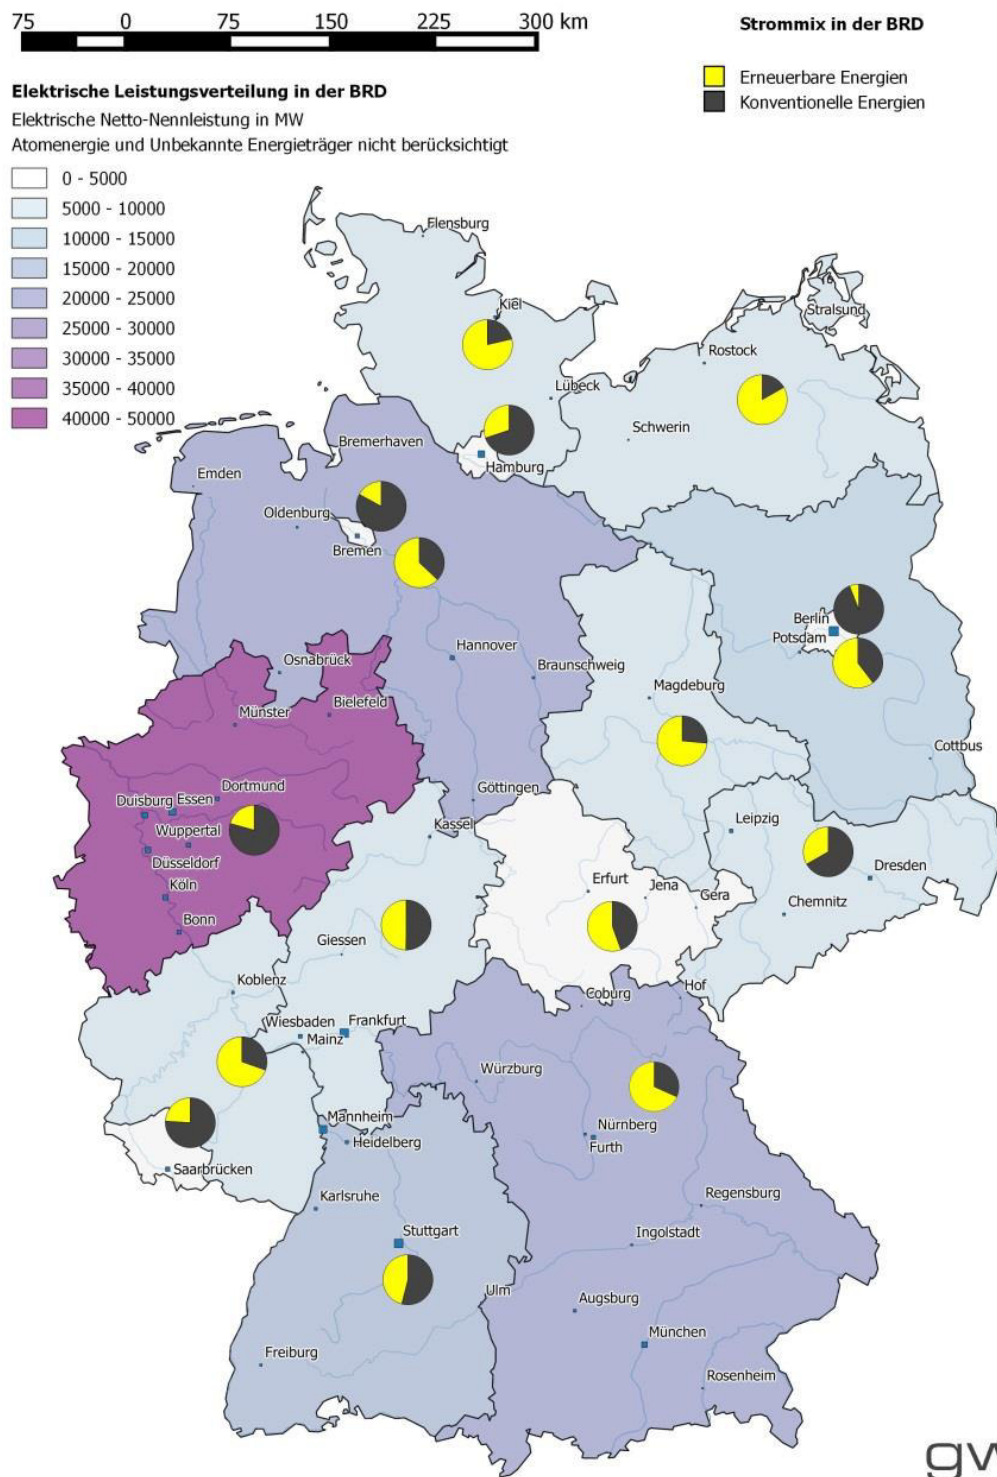 75 0 75 150 225 300 km
Strommix in der BRD
Erneuerbare Energien
Konventionelle Energien
Elektrische Leistungsverteilung in der BRD
Elektrische Netto-Nennleistung in MW
Atomenergie und Unbekannte Energieträger nicht berücksichtigt
0 - 5000
5000 - 10000
10000 - 15000
15000 - 20000
20000 - 25000
25000 - 30000
30000 - 35000
35000 - 40000
40000 - 50000
Flensburg
Kiel
Stralsund
Rostock
Lübeck
Schwerin
Bremerhaven
Hamburg
Emden
Oldenburg
Bremen
Berlin
Potsdam
Hannover
Osnabrück
Braunschweig
Magdeburg
Münster
Bielefeld
Cottbus
Dortmund
Göttingen
Duisburg
Essen
Wuppertal
Kassel
Leipzig
Düsseldorf
Dresden
Köln
Erfurt
Jena
Gera
Chemnitz
Bonn
Giessen
Koblenz
Hof
Coburg
Wiesbaden
Frankfurt
Mainz
Würzburg
Mannheim
Nürnberg
Heidelberg
Furth
Saarbrücken
Karlsruhe
Regensburg
Stuttgart
Ingolstadt
Ulm
Augsburg
München
Freiburg
Rosenheim
gw